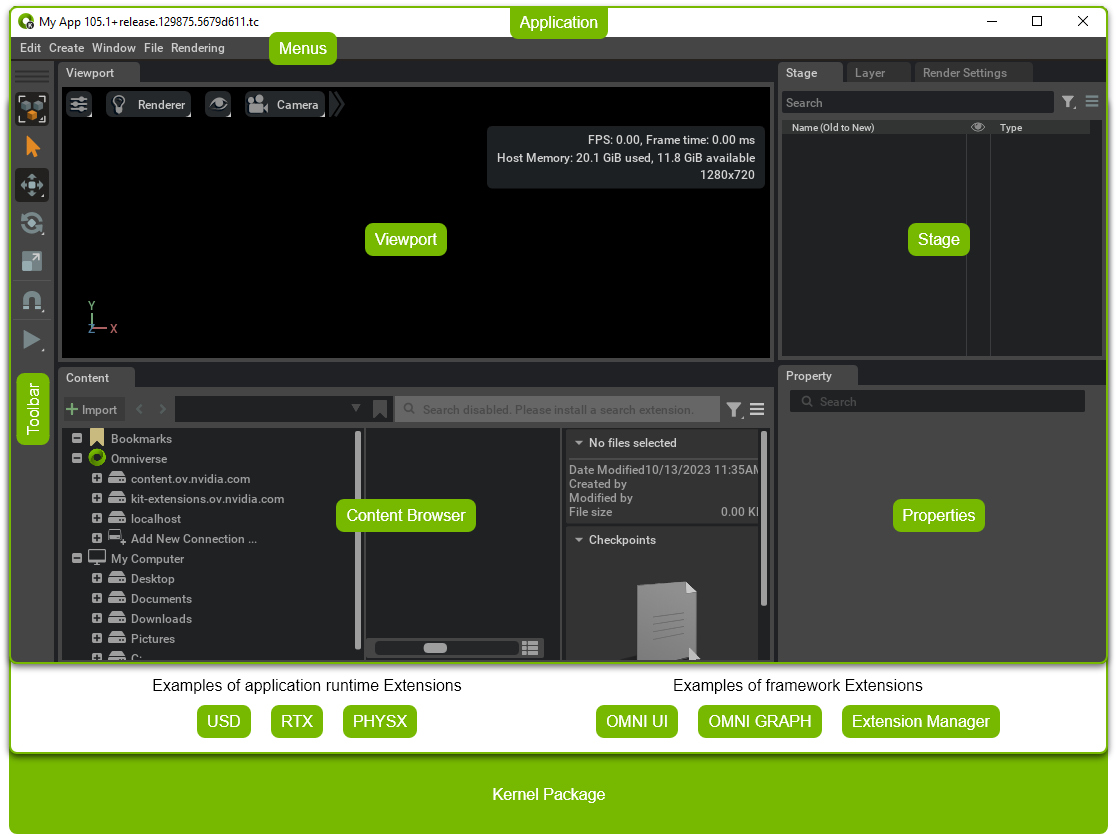 My App 105.1+release.129875.5679d611.tc
Application
Edit Create Window File Rendering
Menus
Viewport
Stage Layer Render Settings
Renderer Camera
Search
Name (Old to New) Type
FPS: 0.00, Frame time: 0.00 ms
Host Memory: 20.1 GiB used, 11.8 GiB available
1280x720
Viewport
Stage
Y
Z X
Toolbar
Content
Property
Import
Search disabled. Please install a search extension.
Search
Bookmarks
Omniverse
content.ov.nvidia.com
kit-extensions.ov.nvidia.com
localhost
Add New Connection ...
My Computer
Desktop
Documents
Downloads
Pictures
C:
Content Browser
No files selected
Date Modified10/13/2023 11:35AM
Created by
Modified by
File size 0.00 K
Checkpoints
Properties
Examples of application runtime Extensions
USD RTX PHYSX
Examples of framework Extensions
OMNI UI OMNI GRAPH Extension Manager
Kernel Package